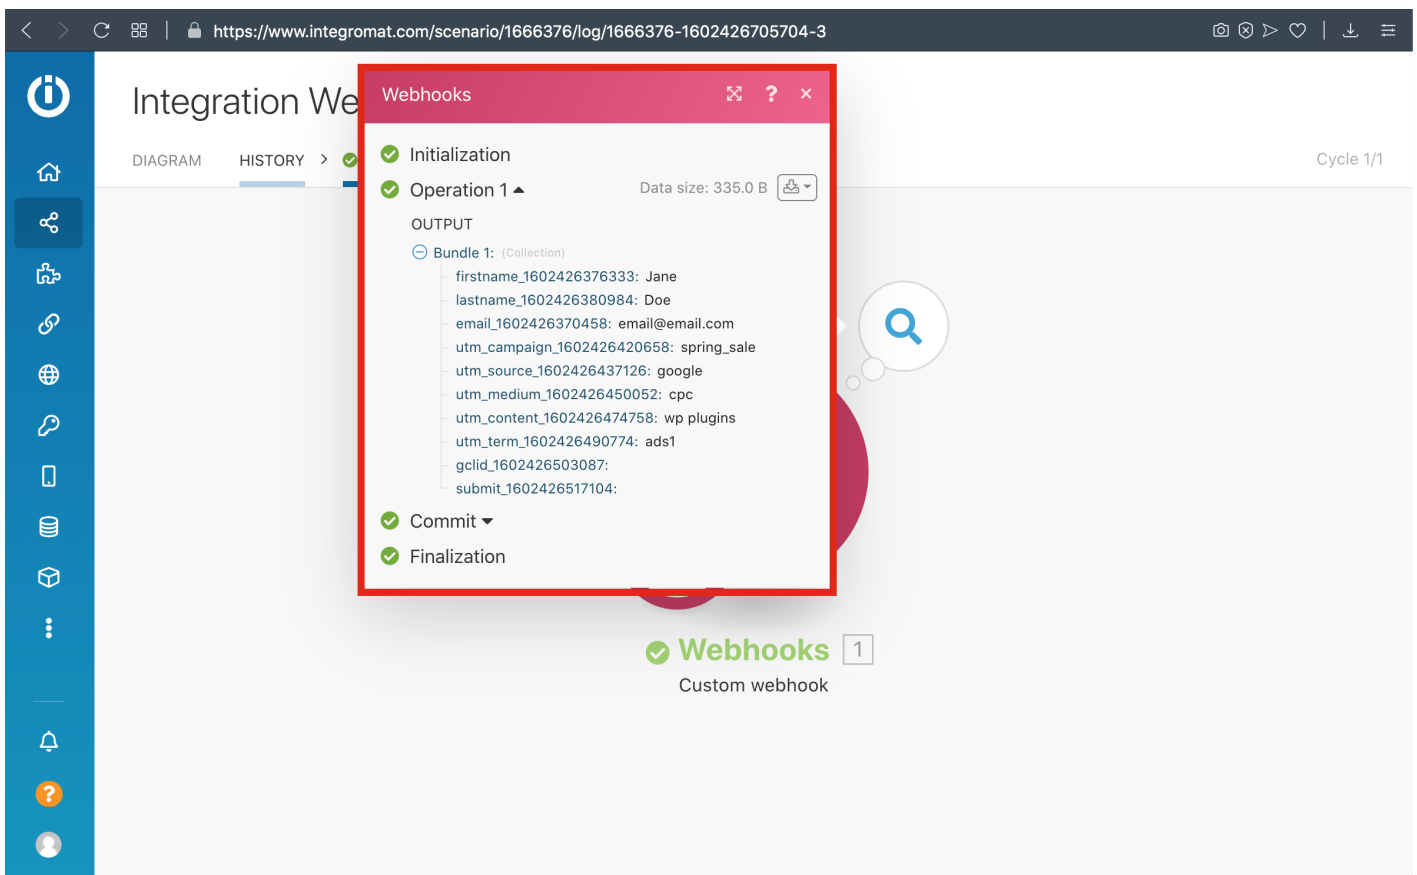 https://www.integromat.com/scenario/1666376/log/1666376-1602426705704-3
Integration We
DIAGRAM HISTORY >
Cycle 1/1
Webhooks ? ×
Initialization
Operation 1 Data size: 335.0 B
OUTPUT
Bundle 1: (Collection)
firstname_1602426376333: Jane
lastname_1602426380984: Doe
email_1602426370458: email@email.com
utm_campaign_1602426420658: spring_sale
utm_source_1602426437126: google
utm_medium_1602426450052: cpc
utm_content_1602426474758: wp plugins
utm_term_1602426490774: ads1
gclid_1602426503087:
submit_1602426517104:
Commit
Finalization
Webhooks 1
Custom webhook
?